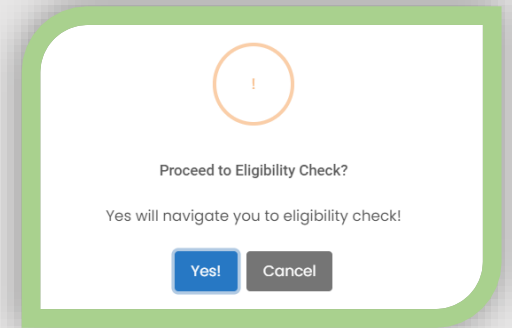 !
Proceed to Eligibility Check?
Yes will navigate you to eligibility check!
Yes! Cancel